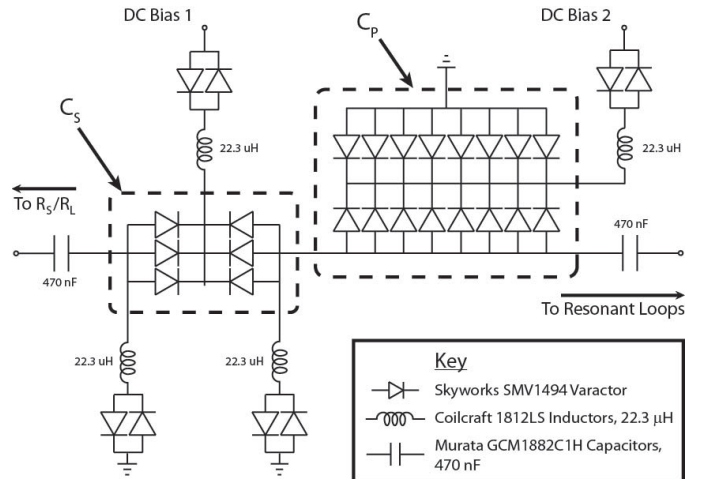 DC Bias 1
C_P
DC Bias 2
C_S
22.3 uH
22.3 uH
To R_S/R_L
470 nF
470 nF
To Resonant Loops
22.3 uH
22.3 uH
Key
Skyworks SMV1494 Varactor
Coilcraft 1812LS Inductors, 22.3 μH
Murata GCM1882C1H Capacitors,
470 nF